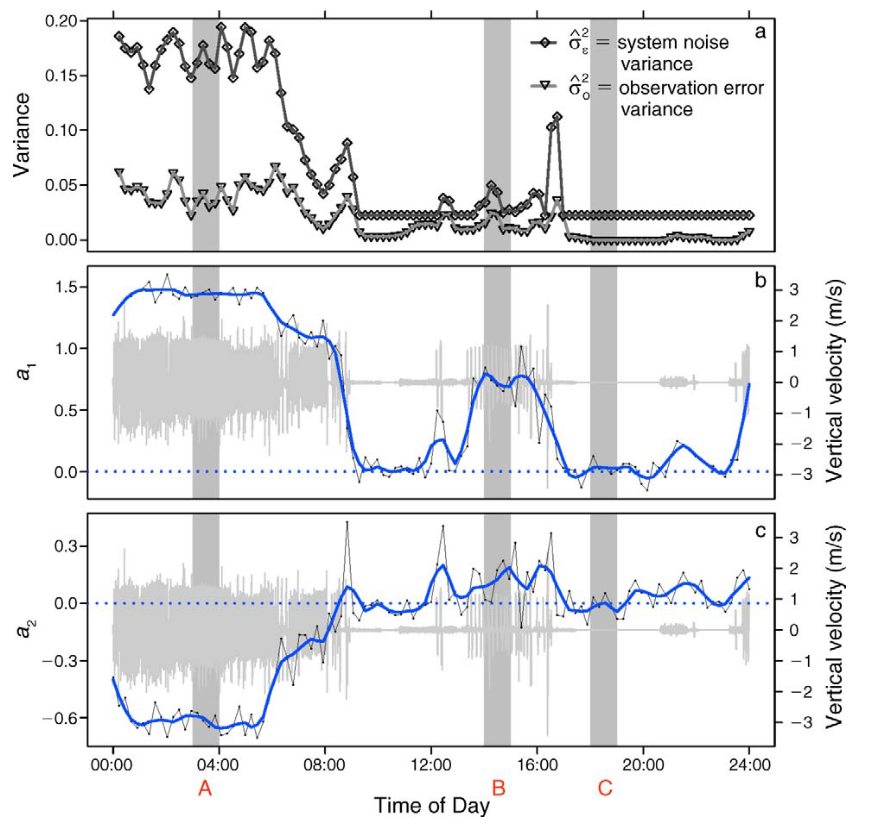 a
0.20
0.15
0.10
0.05
0.00
Variance
σ̂²ε = system noise
variance
σ̂²o = observation error
variance
b
1.5
1.0
0.5
0.0
a1
3
2
1
0
−1
−2
−3
Vertical velocity (m/s)
c
0.3
0.0
−0.3
−0.6
a2
3
2
1
0
−1
−2
−3
Vertical velocity (m/s)
00:00 04:00 08:00 12:00 16:00 20:00 24:00
A B C
Time of Day